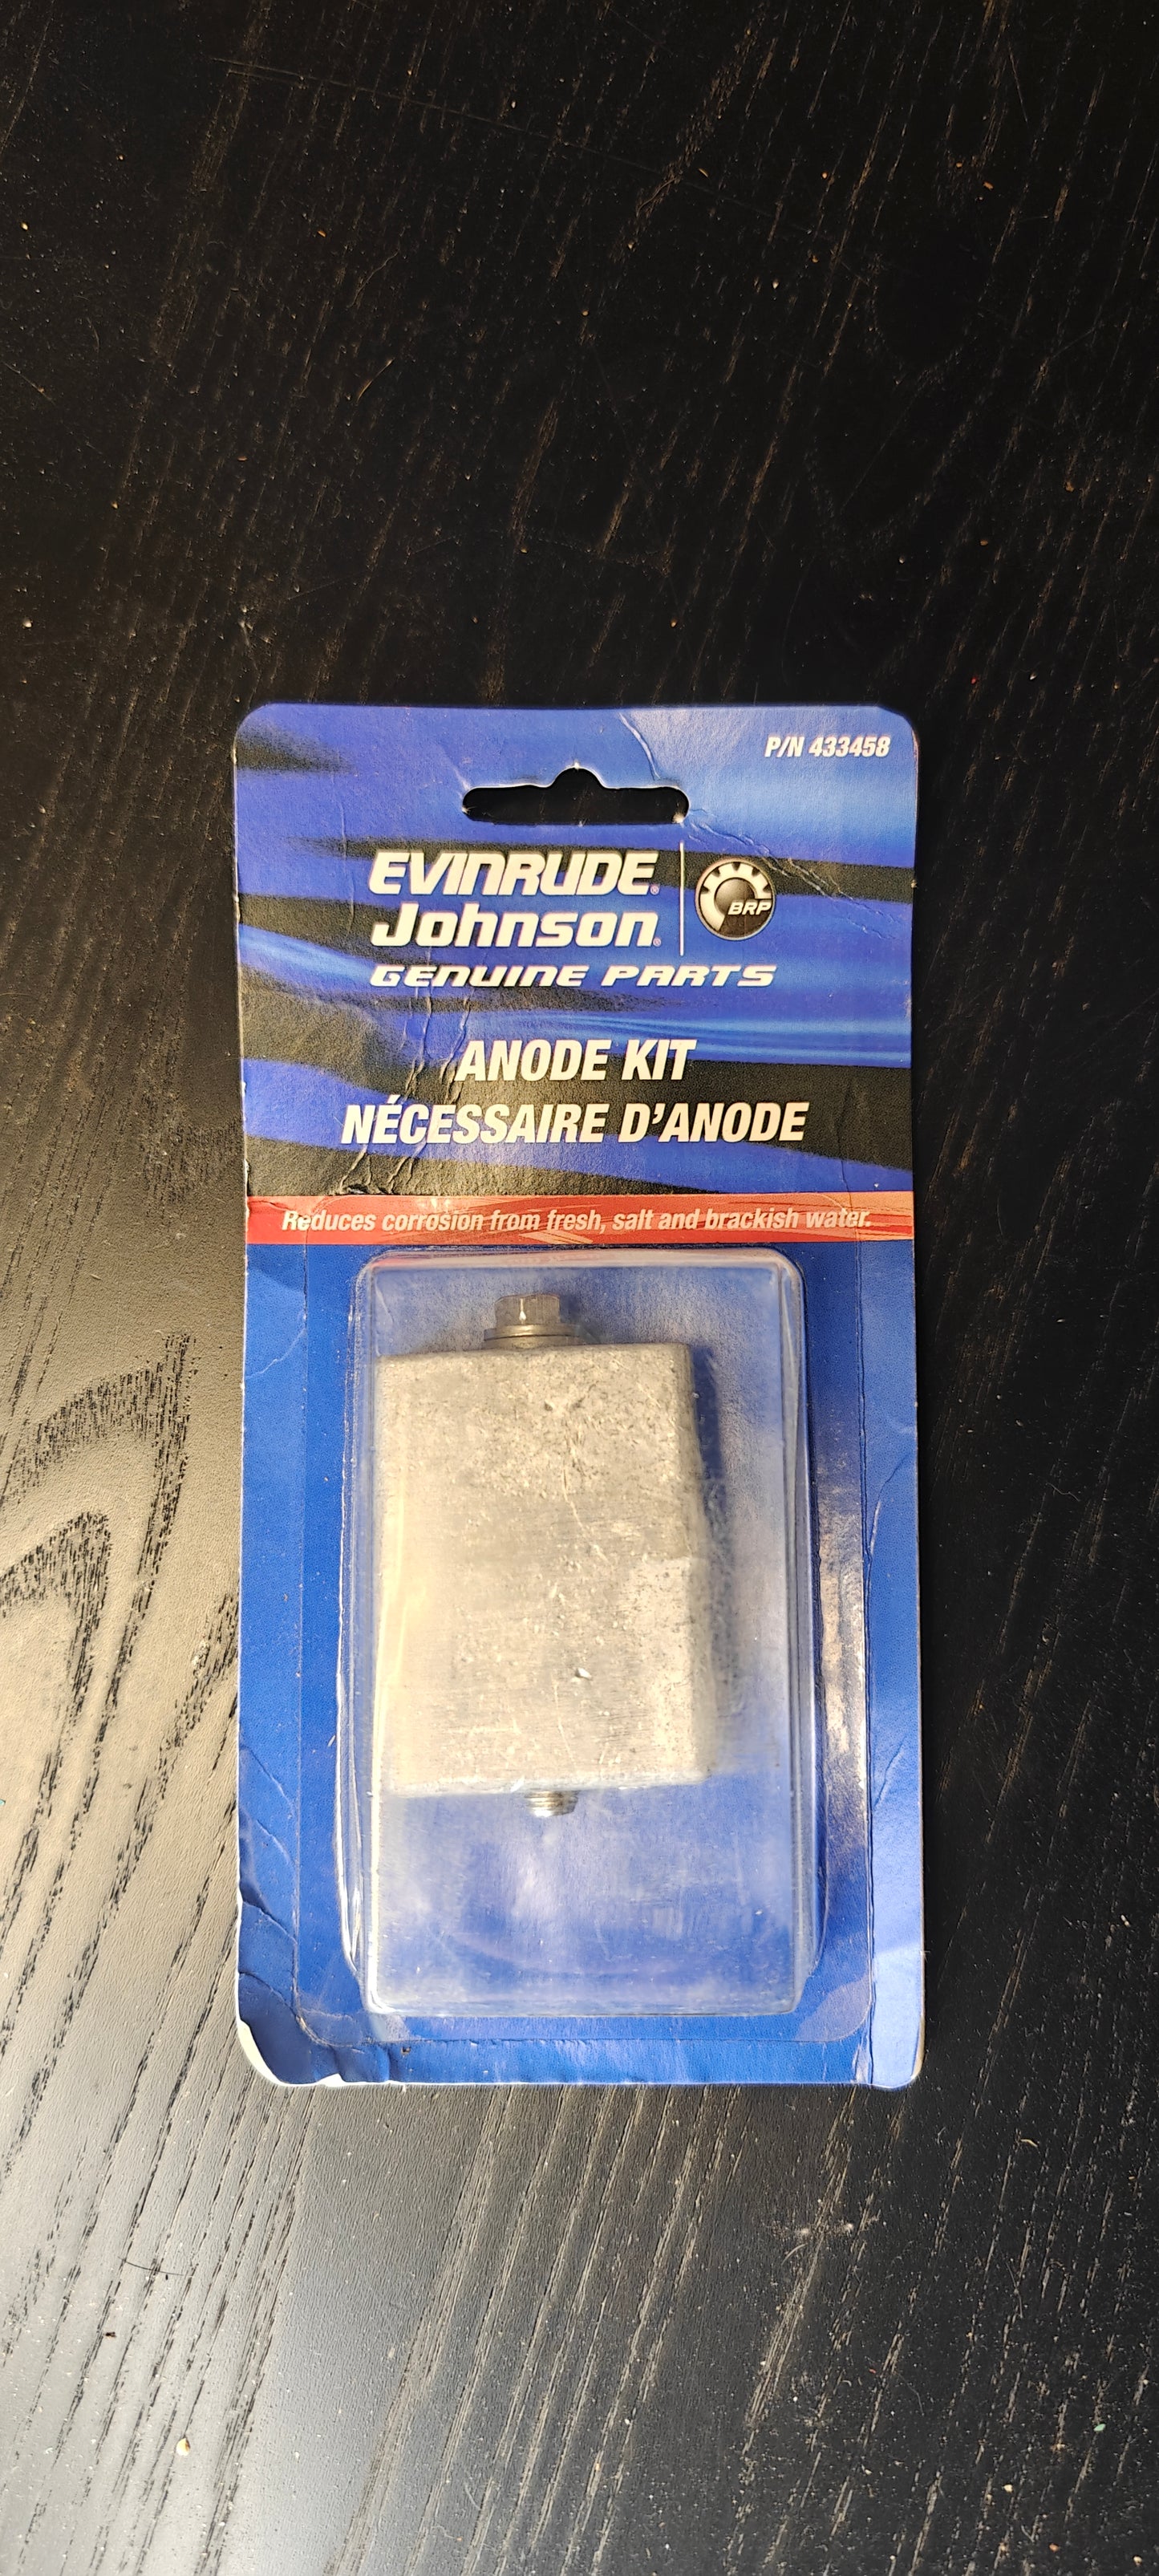 P/N 433458
EVINRUDE®
Johnson®
BRP
GENUINE PARTS
ANODE KIT
NÉCESSAIRE D'ANODE
Reduces corrosion from fresh, salt and brackish water.